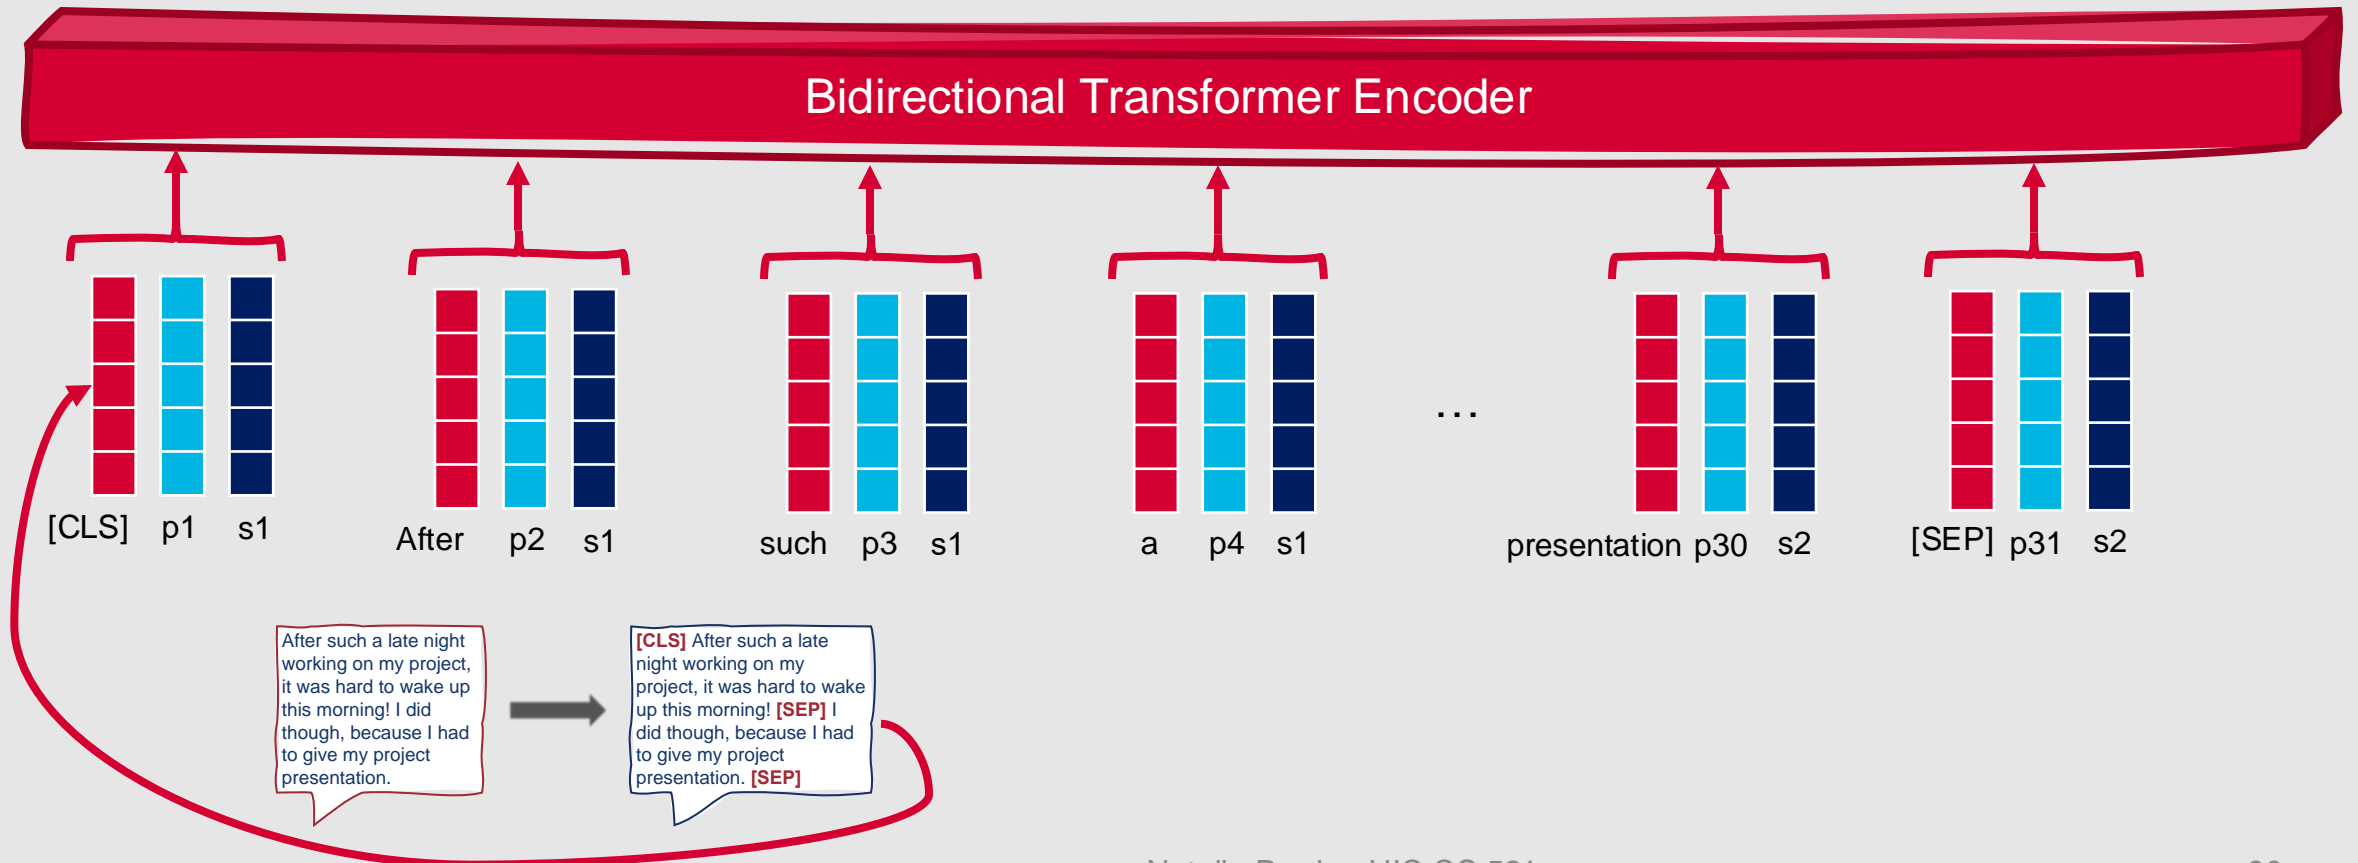 Bidirectional Transformer Encoder
[CLS] p1 s1
After p2 s1
such p3 s1
a p4 s1
...
presentation p30 s2
[SEP] p31 s2
After such a late night
working on my project,
it was hard to wake up
this morning! I did
though, because I had
to give my project
presentation.
[CLS] After such a late
night working on my
project, it was hard to wake
up this morning! [SEP] I
did though, because I had
to give my project
presentation. [SEP]